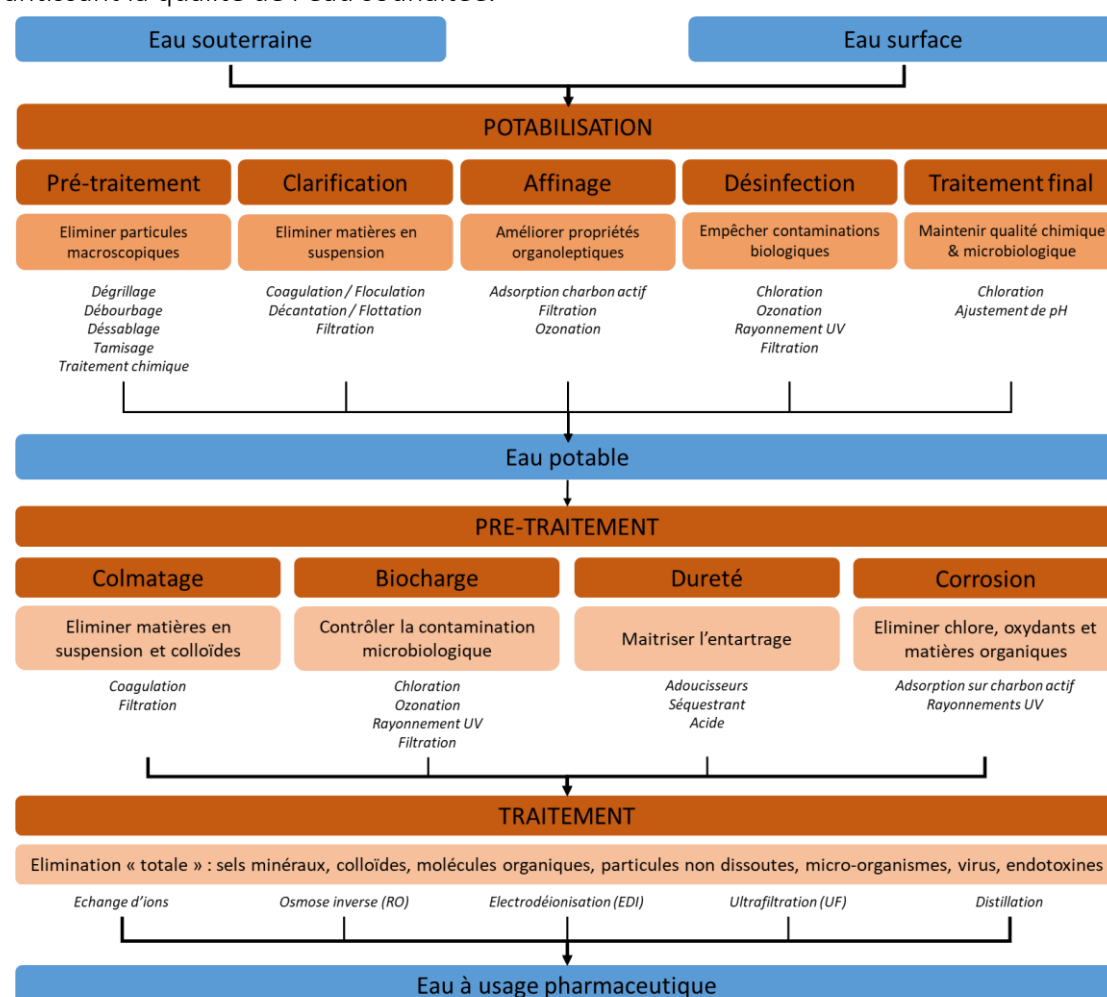 antissant la qualité de l'eau souhaitée.
Eau souterraine
Eau surface
POTABILISATION
Pré-traitement
Clarification
Affinage
Désinfection
Traitement final
Eliminer particules
macroscopiques
Eliminer matières en
suspension
Améliorer propriétés
organoleptiques
Empêcher contaminations
biologiques
Maintenir qualité chimique
& microbiologique
Dégrillage
Débourbage
Déssablage
Tamisage
Traitement chimique
Coagulation / Floculation
Décantation / Flottation
Filtration
Adsorption charbon actif
Filtration
Ozonation
Chloration
Ozonation
Rayonnement UV
Filtration
Chloration
Ajustement de pH
Eau potable
PRE-TRAITEMENT
Colmatage
Biocharge
Dureté
Corrosion
Eliminer matières en
suspension et colloïdes
Contrôler la contamination
microbiologique
Maitriser l'entartrage
Eliminer chlore, oxydants et
matières organiques
Coagulation
Filtration
Chloration
Ozonation
Rayonnement UV
Filtration
Adoucisseurs
Séquestrant
Acide
Adsorption sur charbon actif
Rayonnements UV
TRAITEMENT
Elimination « totale » : sels minéraux, colloïdes, molécules organiques, particules non dissoutes, micro-organismes, virus, endotoxines
Echange d'ions
Osmose inverse (RO)
Electrodéionisation (EDI)
Ultrafiltration (UF)
Distillation
Eau à usage pharmaceutique